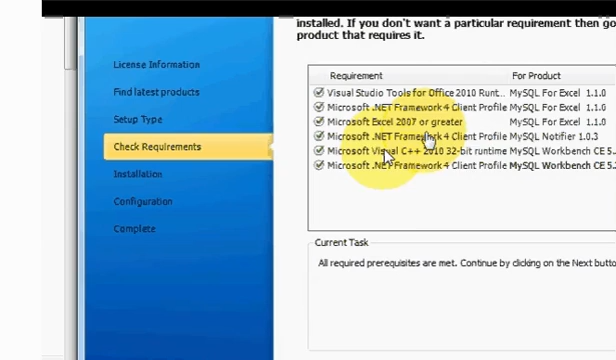 installed. If you don't want a particular requirement then go
product that requires it.
License Information
Find latest products
Setup Type
Check Requirements
Installation
Configuration
Complete
Requirement For Product
Visual Studio Tools for Office 2010 Runt... MySQL For Excel 1.1.0
Microsoft .NET Framework 4 Client Profile MySQL For Excel 1.1.0
Microsoft Excel 2007 or greater MySQL For Excel 1.1.0
Microsoft .NET Framework 4 Client Profile MySQL Notifier 1.0.3
Microsoft Visual C++ 2010 32-bit runtime MySQL Workbench CE 5.
Microsoft .NET Framework 4 Client Profile MySQL Workbench CE 5.2
Current Task
All required prerequisites are met. Continue by clicking on the Next butto